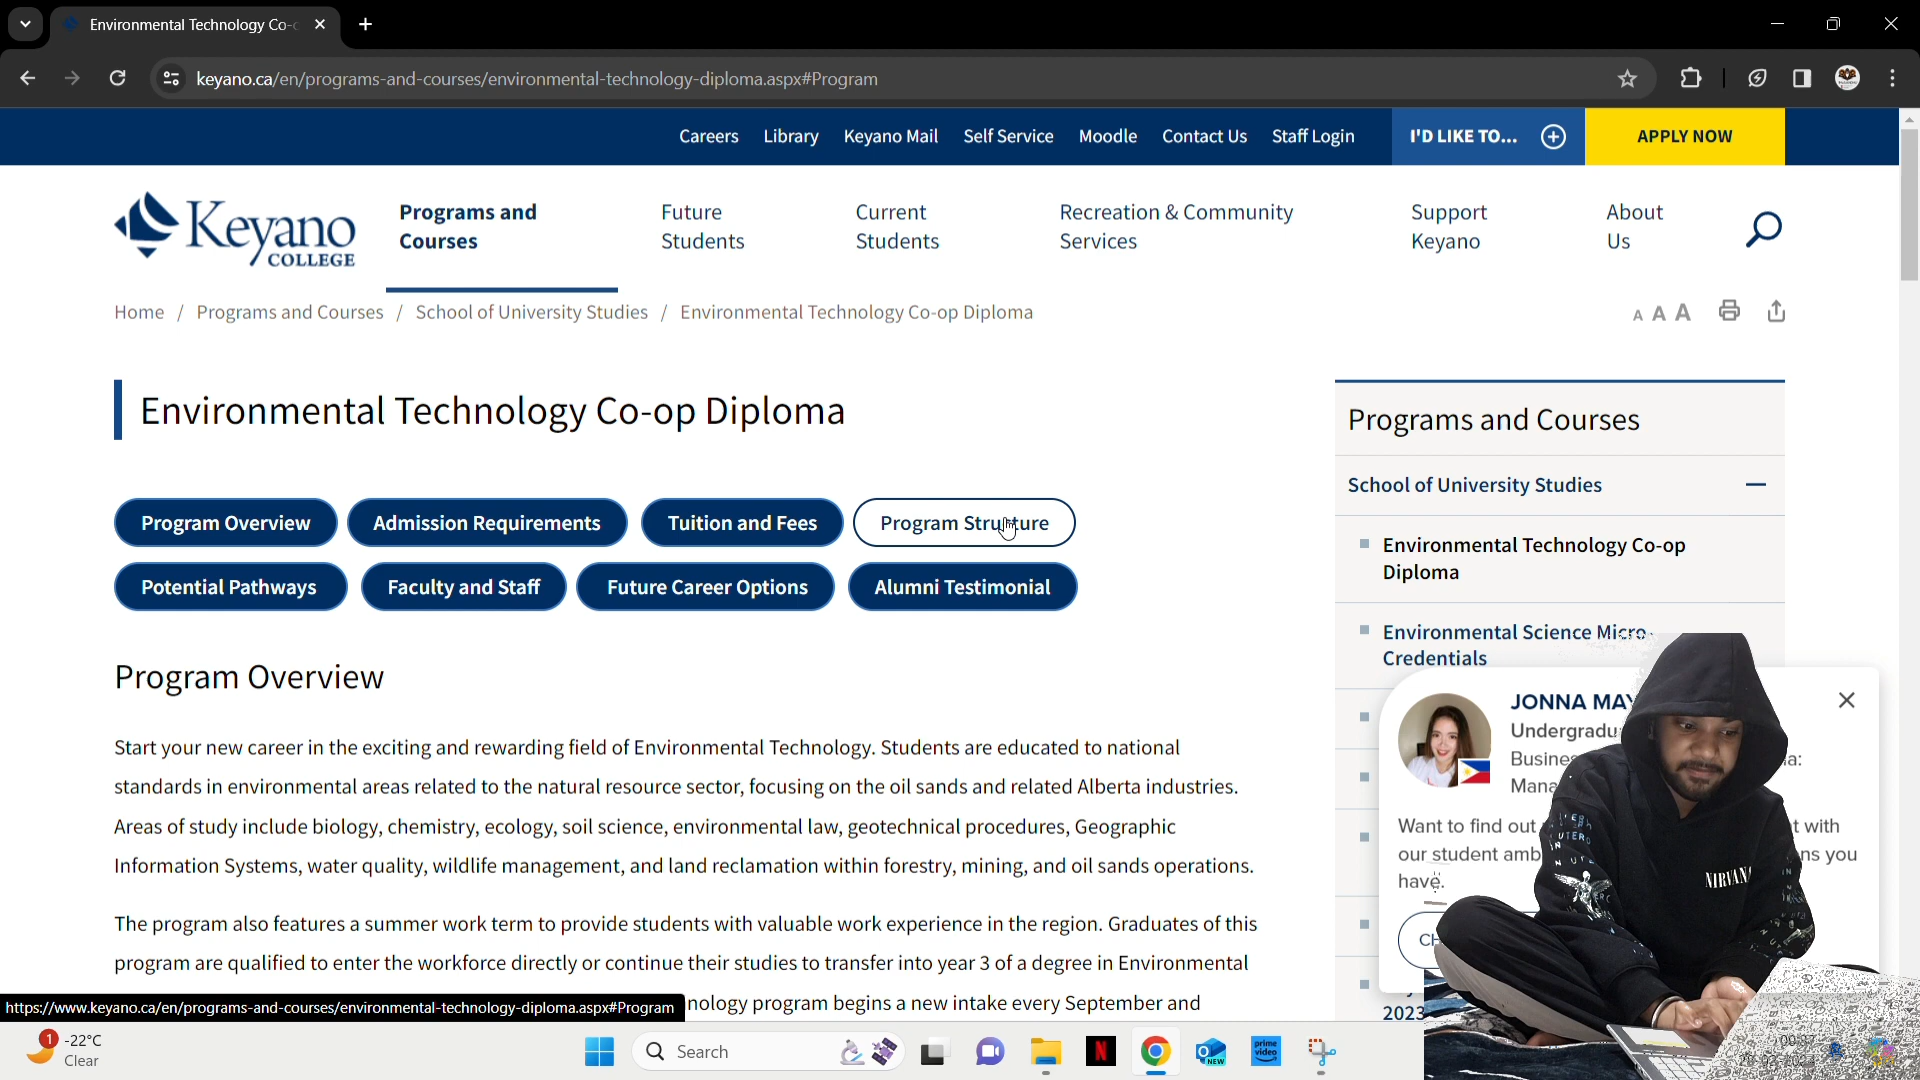 Environmental Technology Co-o
keyano.ca/en/programs-and-courses/environmental-technology-diploma.aspx#Program
Careers Library Keyano Mail Self Service Moodle Contact Us Staff Login I'D LIKE TO... APPLY NOW
Keyano
COLLEGE
Programs and
Courses
Future
Students
Current
Students
Recreation & Community
Services
Support
Keyano
About
Us
Home / Programs and Courses / School of University Studies / Environmental Technology Co-op Diploma
A A A
Environmental Technology Co-op Diploma
Program Overview Admission Requirements Tuition and Fees Program Structure
Potential Pathways Faculty and Staff Future Career Options Alumni Testimonial
Program Overview
Start your new career in the exciting and rewarding field of Environmental Technology. Students are educated to national
standards in environmental areas related to the natural resource sector, focusing on the oil sands and related Alberta industries.
Areas of study include biology, chemistry, ecology, soil science, environmental law, geotechnical procedures, Geographic
Information Systems, water quality, wildlife management, and land reclamation within forestry, mining, and oil sands operations.
The program also features a summer work term to provide students with valuable work experience in the region. Graduates of this
program are qualified to enter the workforce directly or continue their studies to transfer into year 3 of a degree in Environmental
nology program begins a new intake every September and
https://www.keyano.ca/en/programs-and-courses/environmental-technology-diploma.aspx#Program
Programs and Courses
School of University Studies
Environmental Technology Co-op
Diploma
Environmental Science Micro-
Credentials
JONNA MAY
Undergradu
Busines a:
Mana
Want to find out t with
our student amb ns you
have.
CH
2023
NIRVANA
1
-22°C
Clear
Search
N
NEW
prime
video